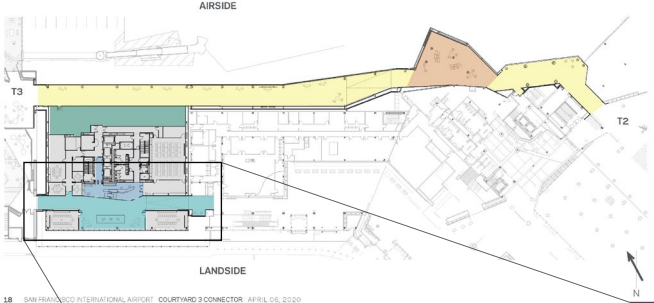 AIRSIDE
T3
T2
LANDSIDE
N
18 SAN FRANCISCO INTERNATIONAL AIRPORT COURTYARD 3 CONNECTOR APRIL 06, 2020